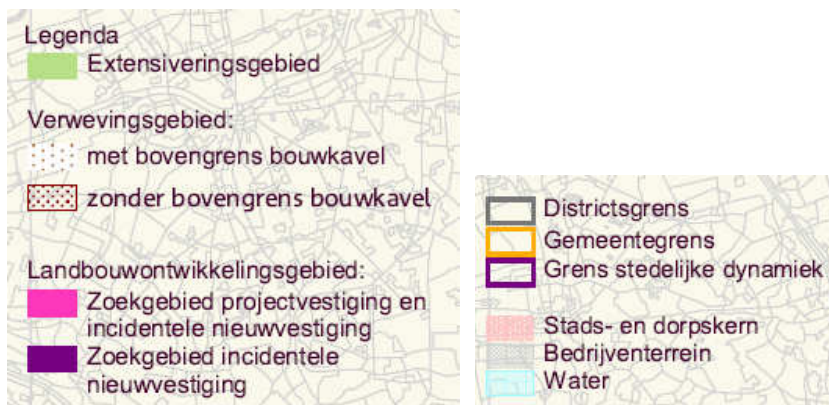 Legenda
Extensiveringsgebied
Verwevingsgebied:
met bovengrens bouwkavel
zonder bovengrens bouwkavel
Landbouwontwikkelingsgebied:
Zoekgebied projectvestiging en
incidentele nieuwvestiging
Zoekgebied incidentele
nieuwvestiging
Districtsgrens
Gemeentegrens
Grens stedelijke dynamiek
Stads- en dorpskern
Bedrijventerrein
Water